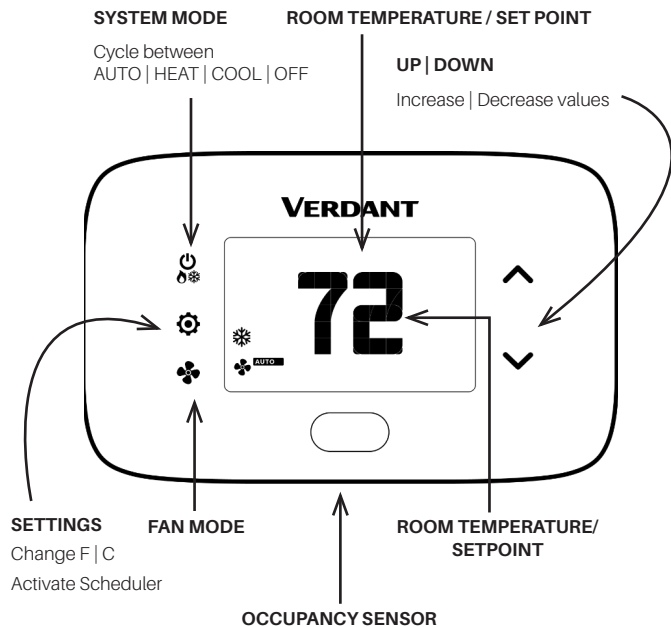 SYSTEM MODE
Cycle between
AUTO | HEAT | COOL | OFF
ROOM TEMPERATURE / SET POINT
UP | DOWN
Increase | Decrease values
VERDANT
72
AUTO
SETTINGS
Change F | C
Activate Scheduler
FAN MODE
ROOM TEMPERATURE/
SETPOINT
OCCUPANCY SENSOR